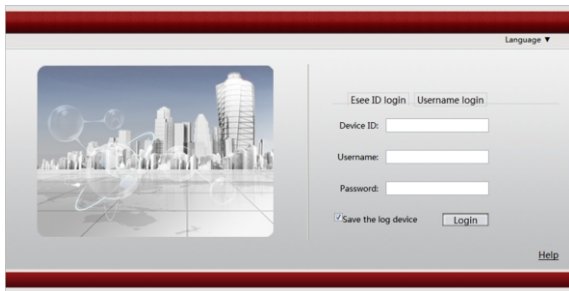 Language ▼
Esee ID login Username login
Device ID:
Username:
Password:
Save the log device Login
Help